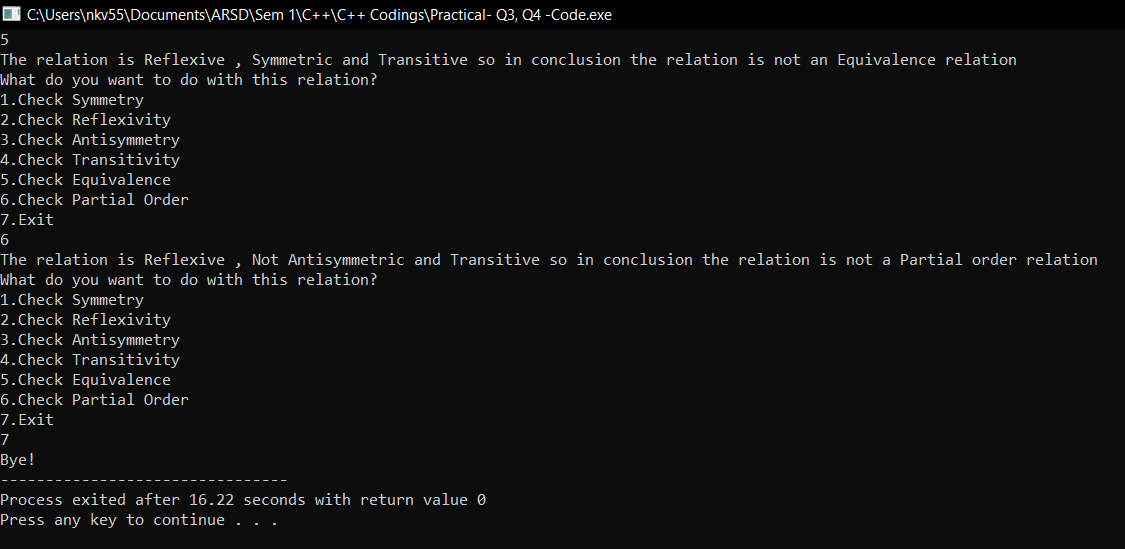 C:\Users\nkv55\Documents\ARSD\Sem 1\C++\C++ Codings\Practical- Q3, Q4 -Code.exe
5
The relation is Reflexive , Symmetric and Transitive so in conclusion the relation is not an Equivalence relation
What do you want to do with this relation?
1.Check Symmetry
2.Check Reflexivity
3.Check Antisymmetry
4.Check Transitivity
5.Check Equivalence
6.Check Partial Order
7.Exit
6
The relation is Reflexive , Not Antisymmetric and Transitive so in conclusion the relation is not a Partial order relation
What do you want to do with this relation?
1.Check Symmetry
2.Check Reflexivity
3.Check Antisymmetry
4.Check Transitivity
5.Check Equivalence
6.Check Partial Order
7.Exit
7
Bye!
--------------------------------
Process exited after 16.22 seconds with return value 0
Press any key to continue . . .